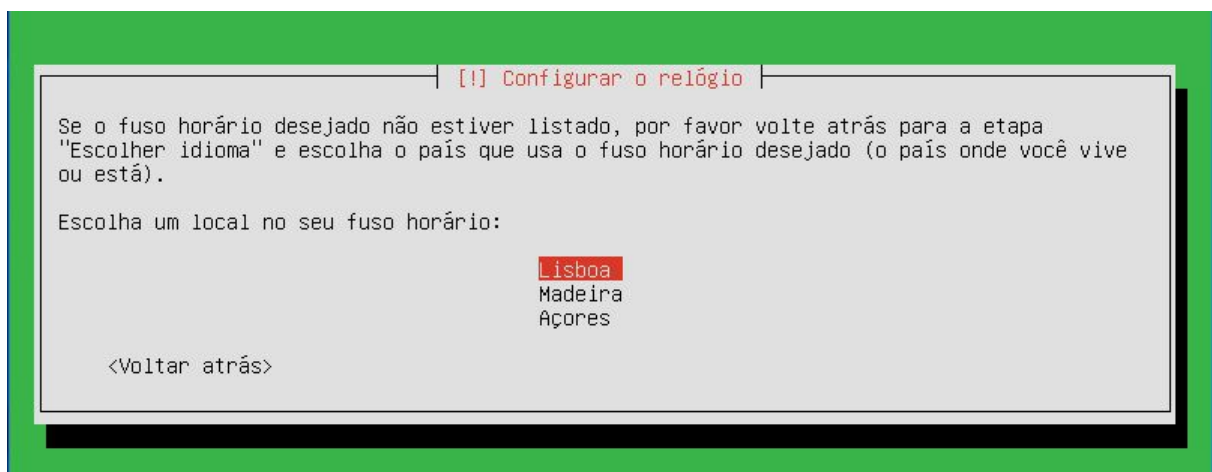 [!] Configurar o relógio
Se o fuso horário desejado não estiver listado, por favor volte atrás para a etapa
"Escolher idioma" e escolha o país que usa o fuso horário desejado (o país onde você vive
ou está).
Escolha um local no seu fuso horário:
Lisboa
Madeira
Açores
<Voltar atrás>